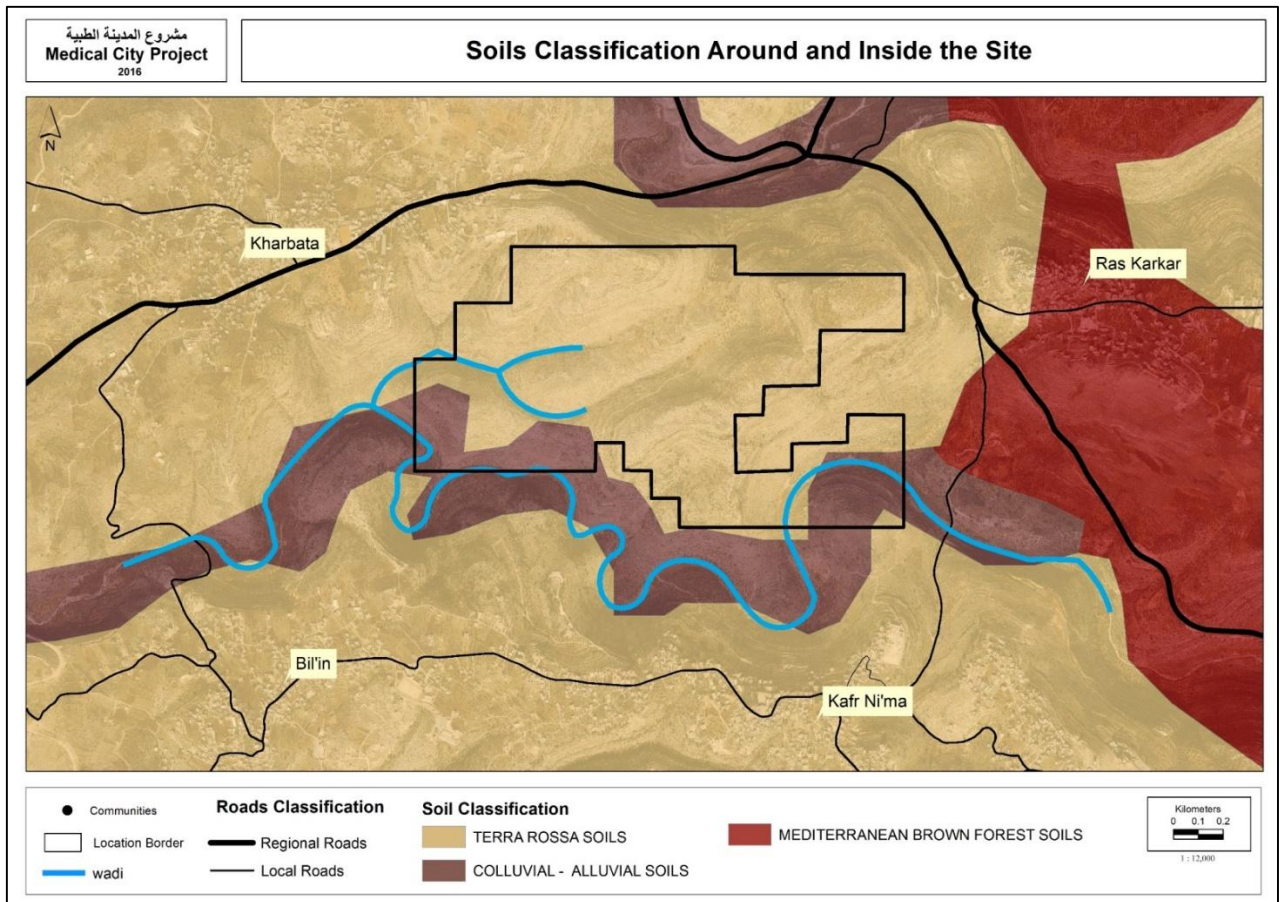 مشروع المدينة الطبية
Medical City Project
2016
Soils Classification Around and Inside the Site
N
Kharbata
Ras Karkar
Bil'in
Kafr Ni'ma
Communities
Location Border
wadi
Roads Classification
Regional Roads
Local Roads
Soil Classification
TERRA ROSSA SOILS
COLLUVIAL - ALLUVIAL SOILS
MEDITERRANEAN BROWN FOREST SOILS
Kilometers
0 0.1 0.2
1 : 12,000